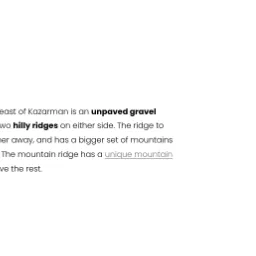 east of Kazarman is an unpaved gravel
two hilly ridges on either side. The ridge to
er away, and has a bigger set of mountains
The mountain ridge has a unique mountain
ve the rest.